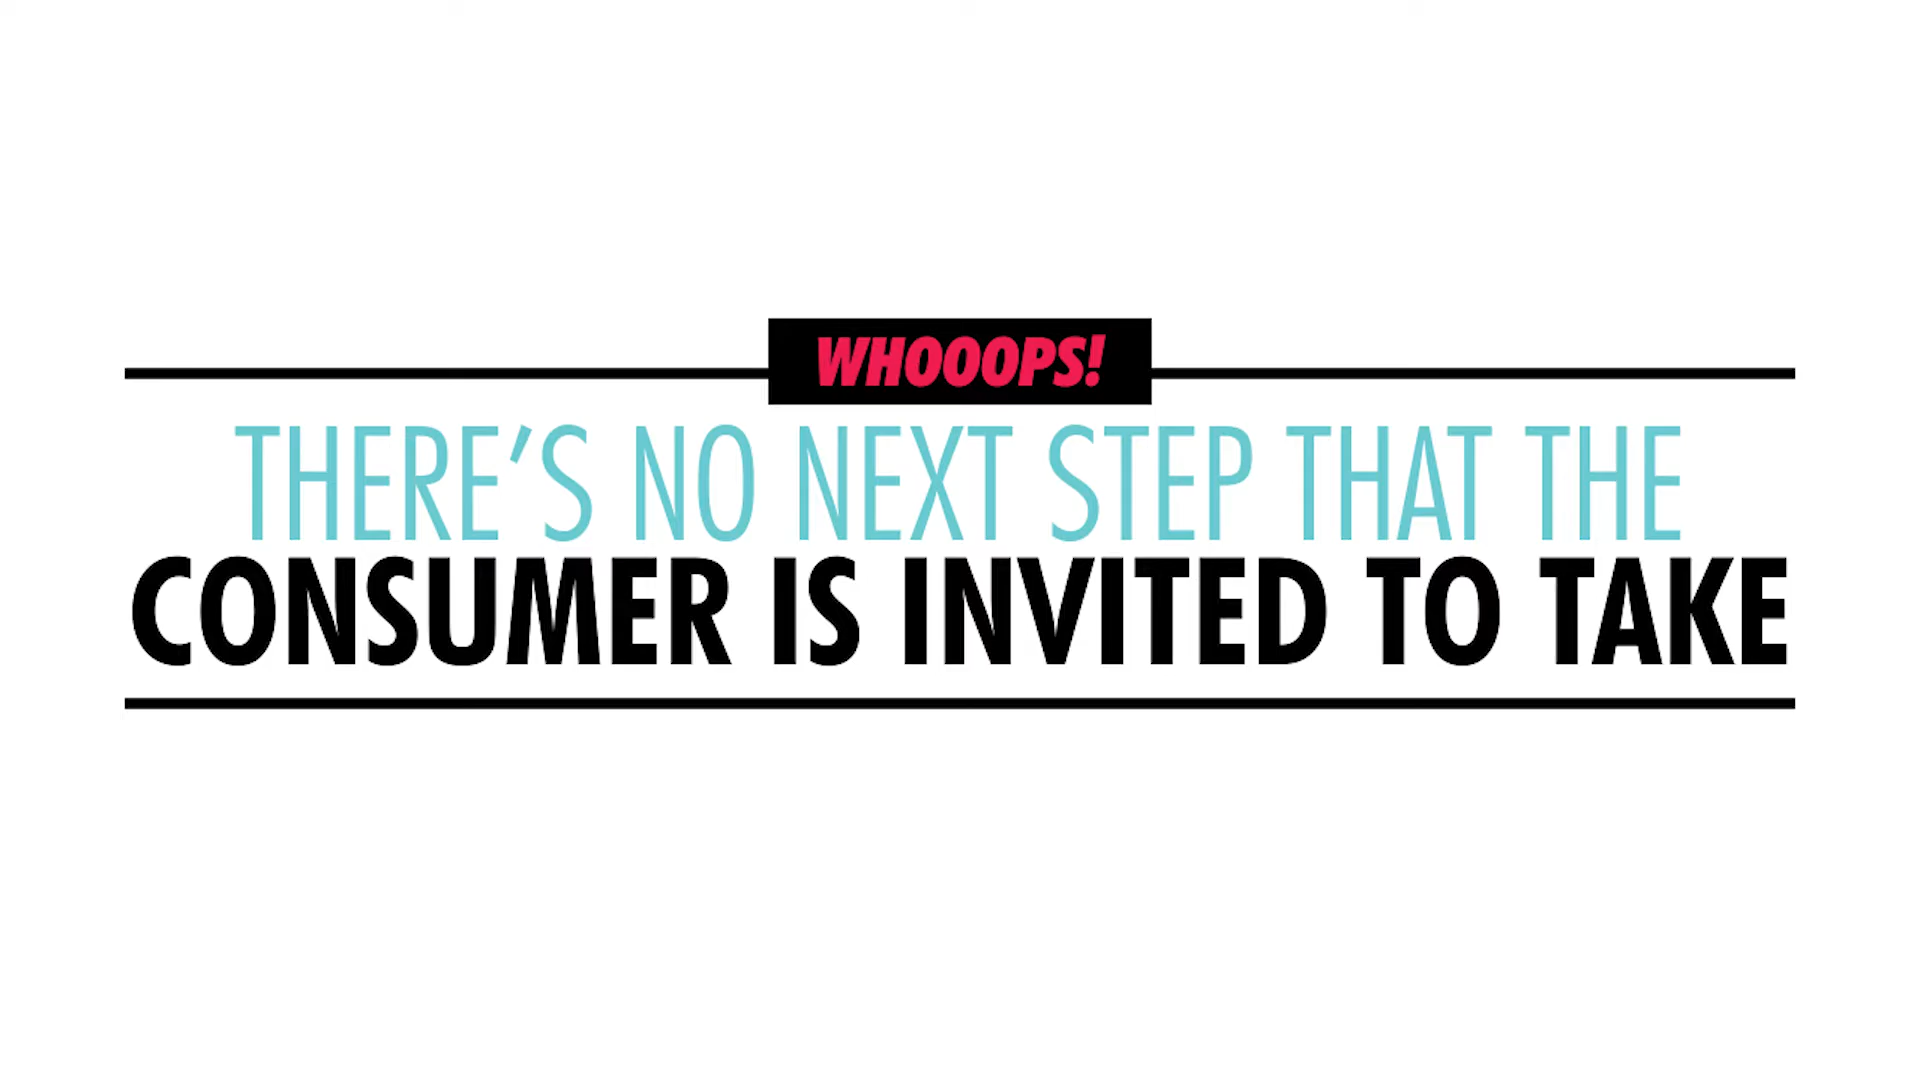 WHOOOPS!
THERE'S NO NEXT STEP THAT THE
CONSUMER IS INVITED TO TAKE